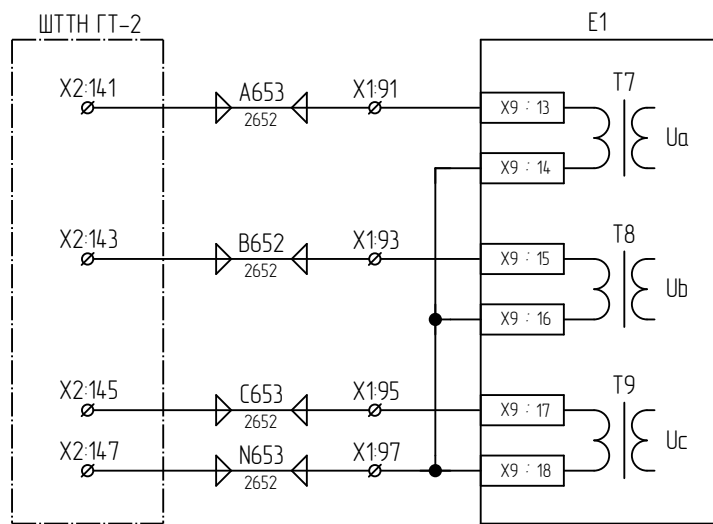 ШТТН ГТ-2
E1
X2:141
A653
2652
X1:91
X9 : 13
T7
Ua
X9 : 14
X2:143
B652
2652
X1:93
X9 : 15
T8
Ub
X9 : 16
X2:145
C653
2652
X1:95
X9 : 17
T9
Uc
X2:147
N653
2652
X1:97
X9 : 18